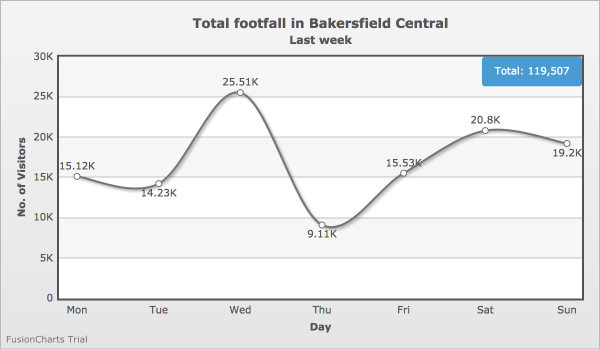 Total footfall in Bakersfield Central
Last week
Total: 119,507
No. of Visitors
30K
25K
20K
15K
10K
5K
0
15.12K
14.23K
25.51K
9.11K
15.53K
20.8K
19.2K
Mon Tue Wed Thu Fri Sat Sun
Day
FusionCharts Trial